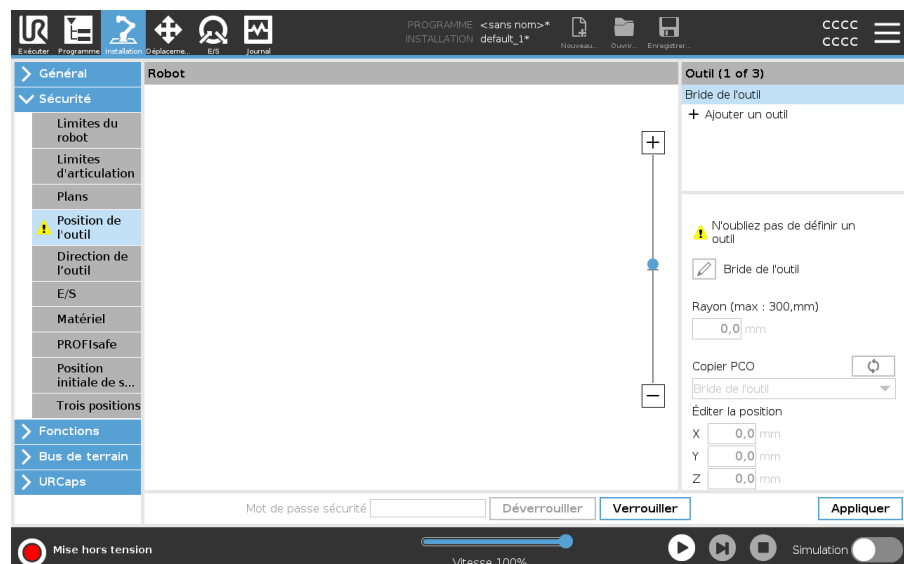 PROGRAMME <sans nom>*
INSTALLATION default_1*
Exécuter Programme Installation Déplaceme... E/S Journal
Nouveau... Ouvrir... Enregistrer...
CCCC
CCCC
Général
Sécurité
Limites du
robot
Limites
d'articulation
Plans
Position de
l'outil
Direction de
l'outil
E/S
Matériel
PROFIsafe
Position
initiale de s...
Trois positions
Fonctions
Bus de terrain
URCaps
Robot
Outil (1 of 3)
Bride de l'outil
+ Ajouter un outil
N'oubliez pas de définir un
outil
Bride de l'outil
Rayon (max : 300,mm)
0,0 mm
Copier PCO
Bride de l'outil
Éditer la position
X 0,0 mm
Y 0,0 mm
Z 0,0 mm
Mot de passe sécurité Déverrouiller Verrouiller Appliquer
Mise hors tension
Vitesse 100%
Simulation